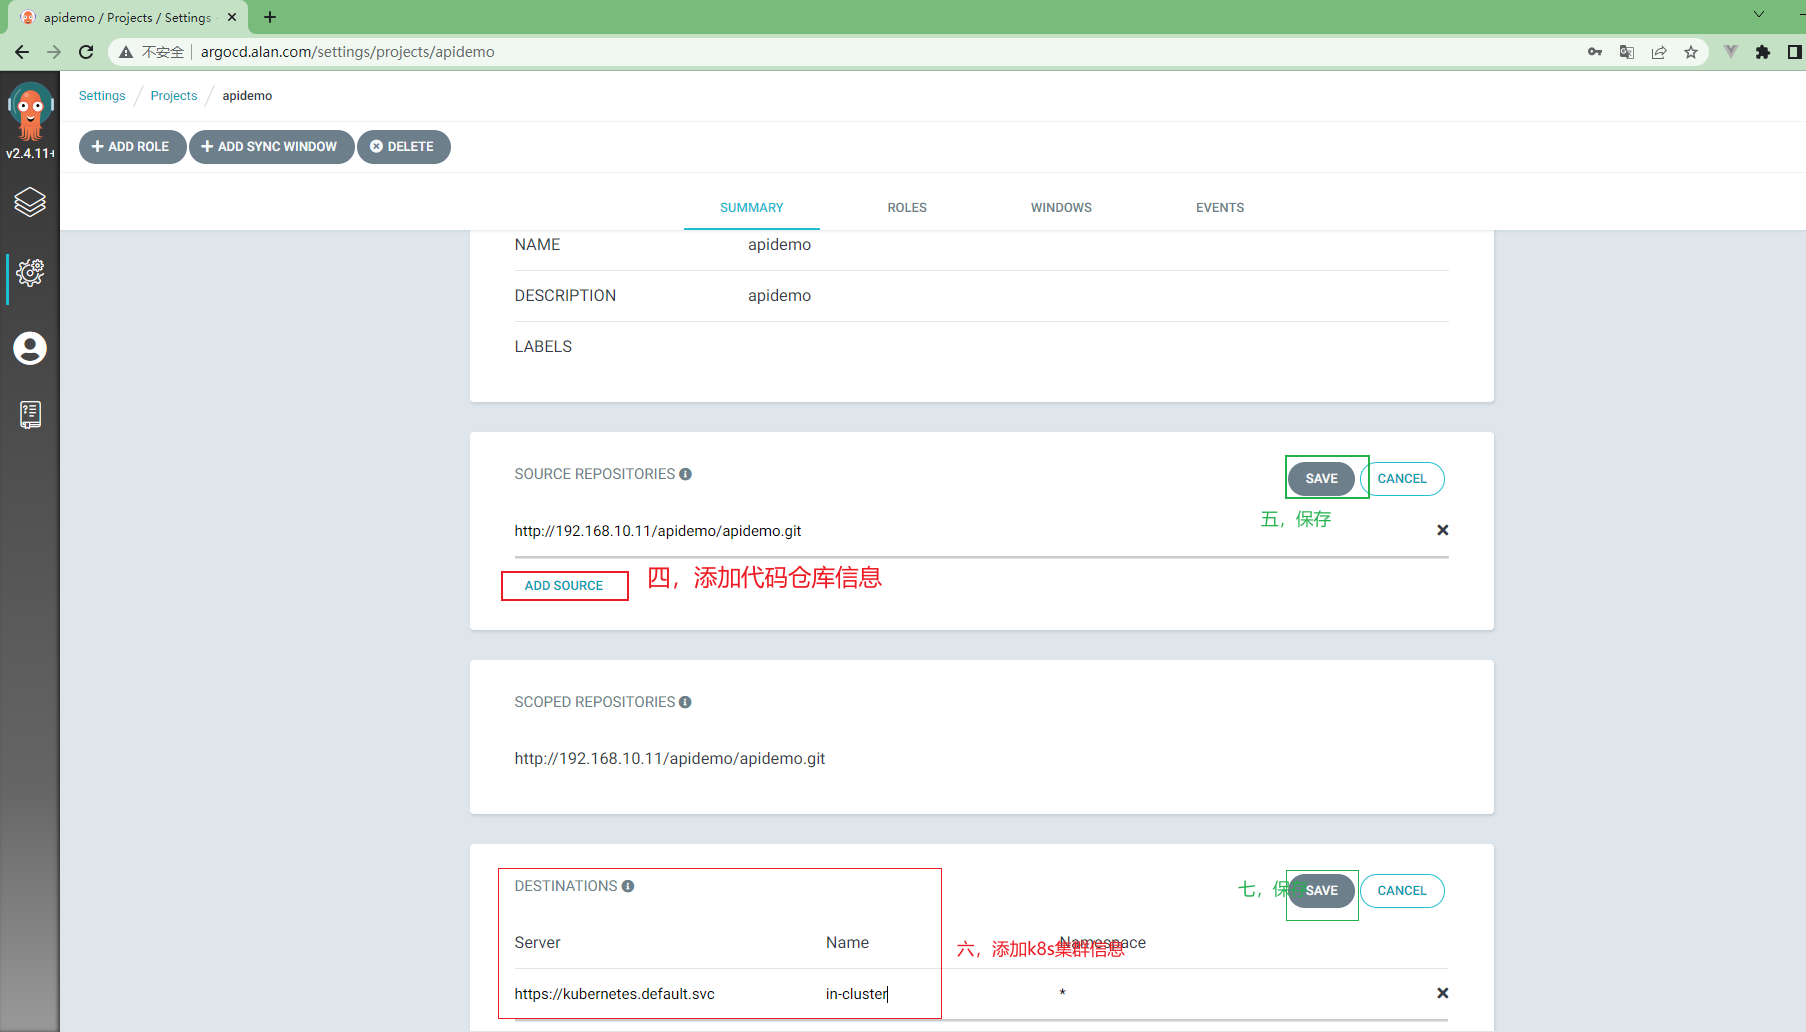 apidemo / Projects / Settings
不安全 argocd.alan.com/settings/projects/apidemo
v2.4.11+
Settings / Projects / apidemo
ADD ROLE ADD SYNC WINDOW DELETE
SUMMARY ROLES WINDOWS EVENTS
NAME apidemo
DESCRIPTION apidemo
LABELS
SOURCE REPOSITORIES SAVE CANCEL
五，保存
http://192.168.10.11/apidemo/apidemo.git
ADD SOURCE 四，添加代码仓库信息
SCOPED REPOSITORIES
http://192.168.10.11/apidemo/apidemo.git
DESTINATIONS 七，保 SAVE CANCEL
Server Name Namespace
六，添加k8s集群信息
https://kubernetes.default.svc in-cluster *